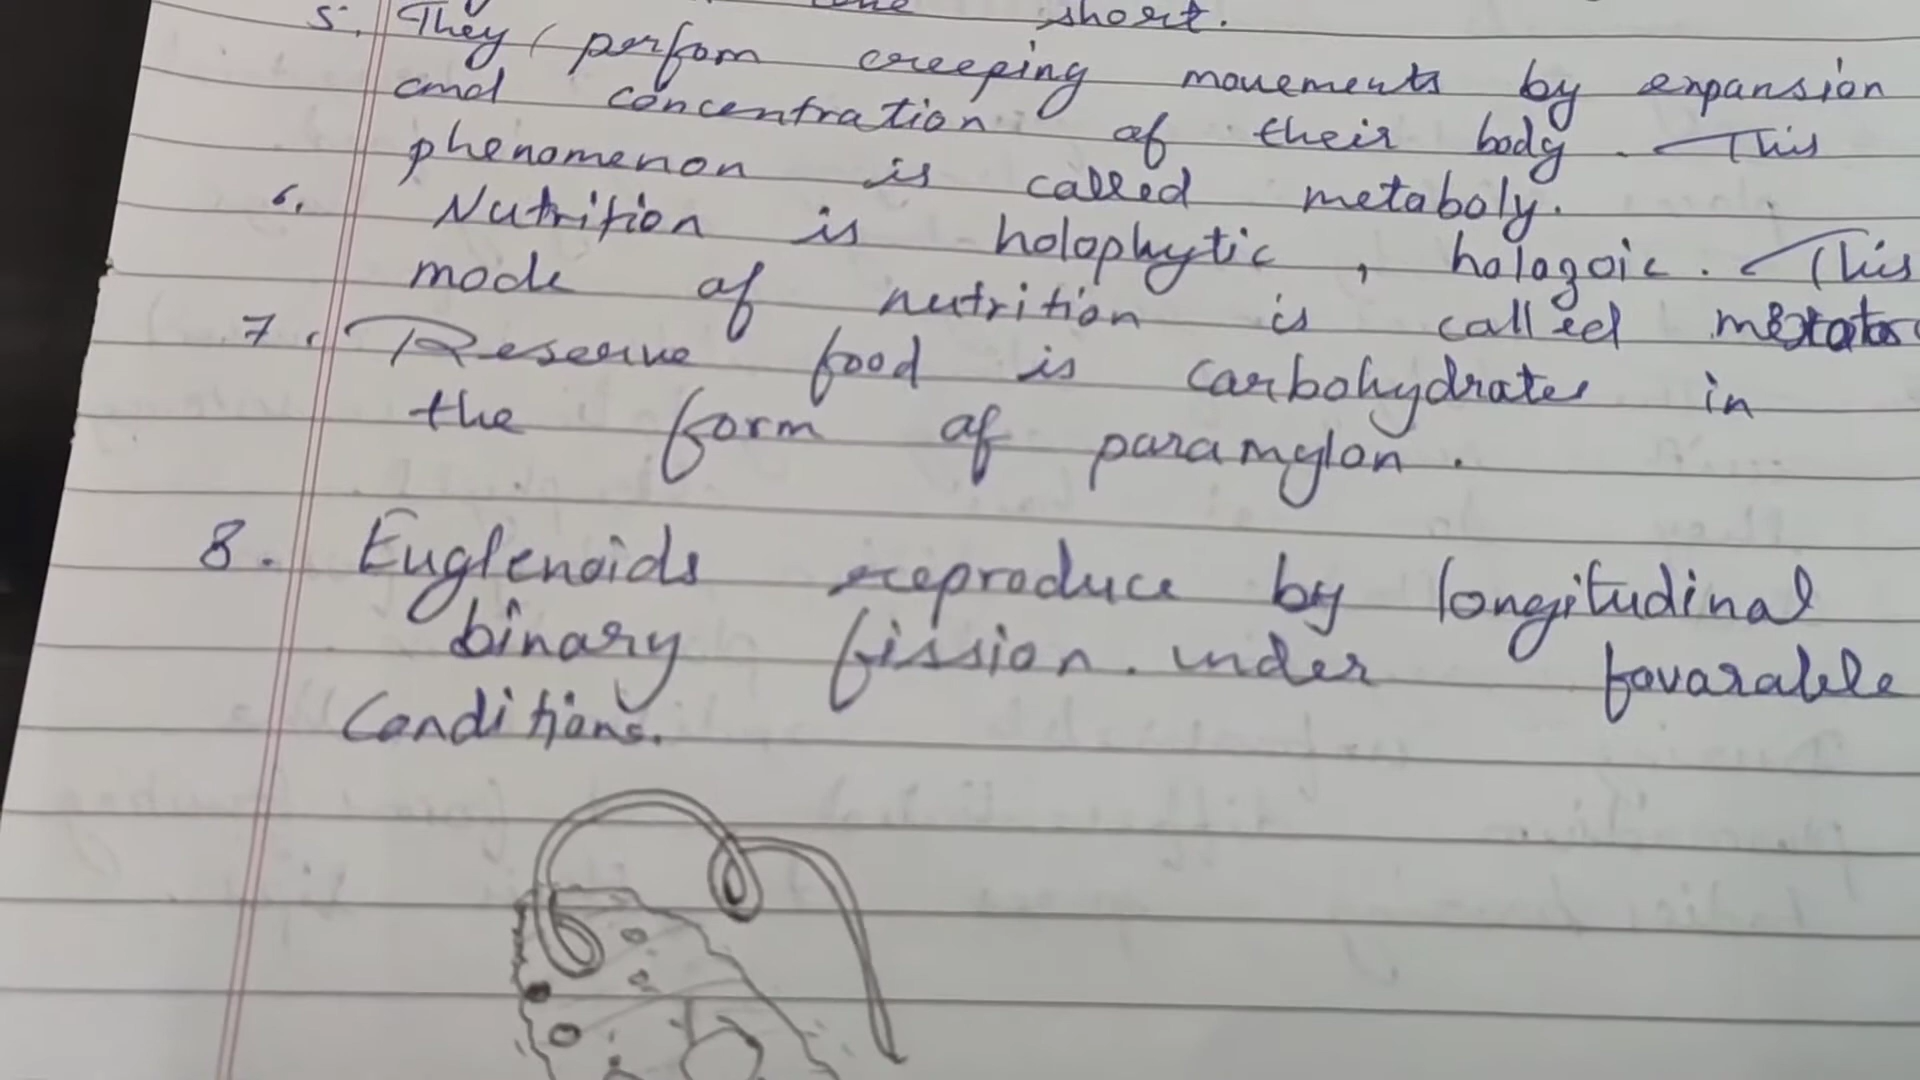 short.
5. They perfom creeping movements by expansion
and concentration of their body. This
phenomenon is called metaboly.
6. Nutrition is holophytic, holozoic. This
mode of nutrition is called
7. Reserve food is carbohydrates in
the form of paramylon.
8. Euglenoids reproduce by longitudinal
binary fission. under favarable
Conditions.